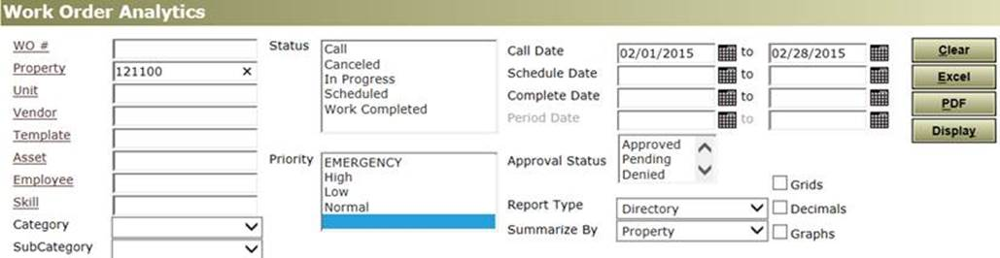 Work Order Analytics
WO #
Property 121100 ×
Unit
Vendor
Template
Asset
Employee
Skill
Category
SubCategory
Status
Call
Canceled
In Progress
Scheduled
Work Completed
Priority
EMERGENCY
High
Low
Normal
Call Date 02/01/2015 to 02/28/2015
Schedule Date to
Complete Date to
Period Date to
Approval Status
Approved
Pending
Denied
Report Type Directory
Summarize By Property
Grids
Decimals
Graphs
Clear
Excel
PDF
Display